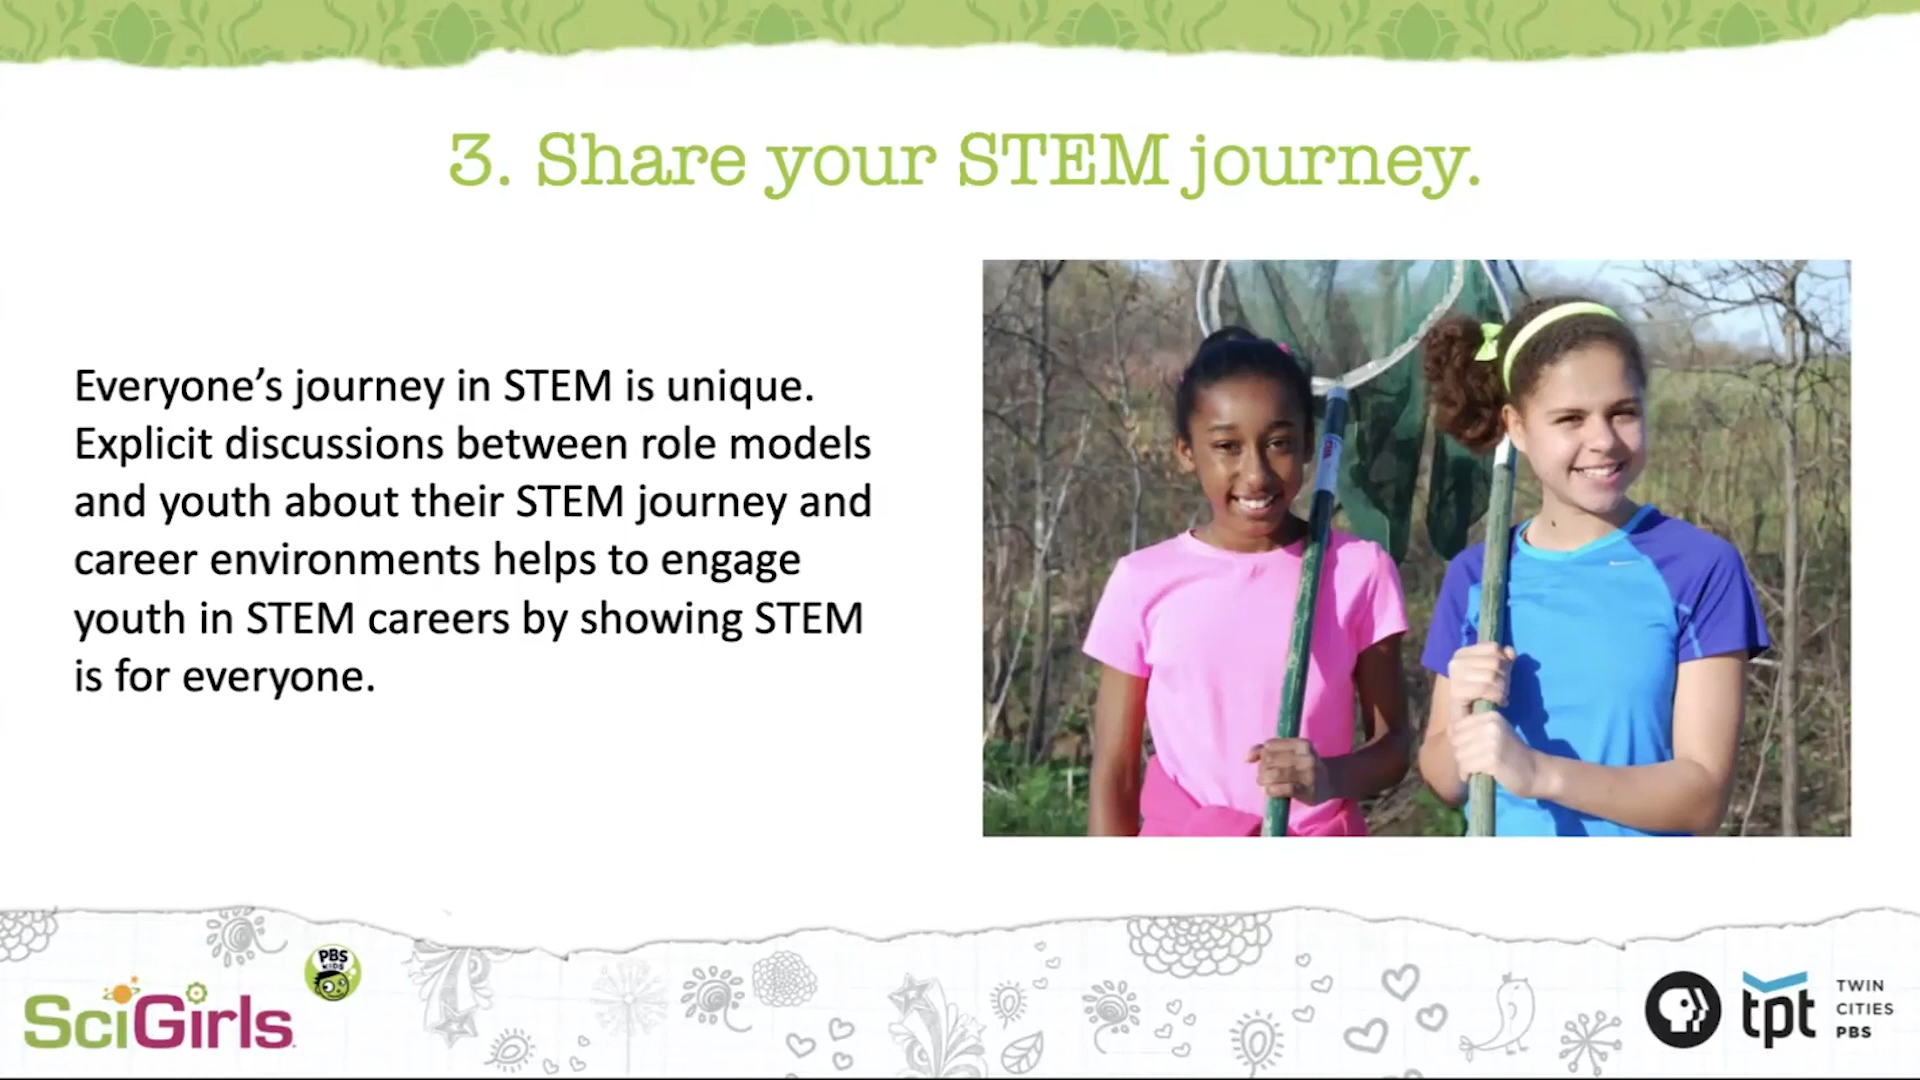 3. Share your STEM journey.
Everyone’s journey in STEM is unique.
Explicit discussions between role models
and youth about their STEM journey and
career environments helps to engage
youth in STEM careers by showing STEM
is for everyone.
PBS
KIDS
SciGirls
tpt
TWIN
CITIES
PBS